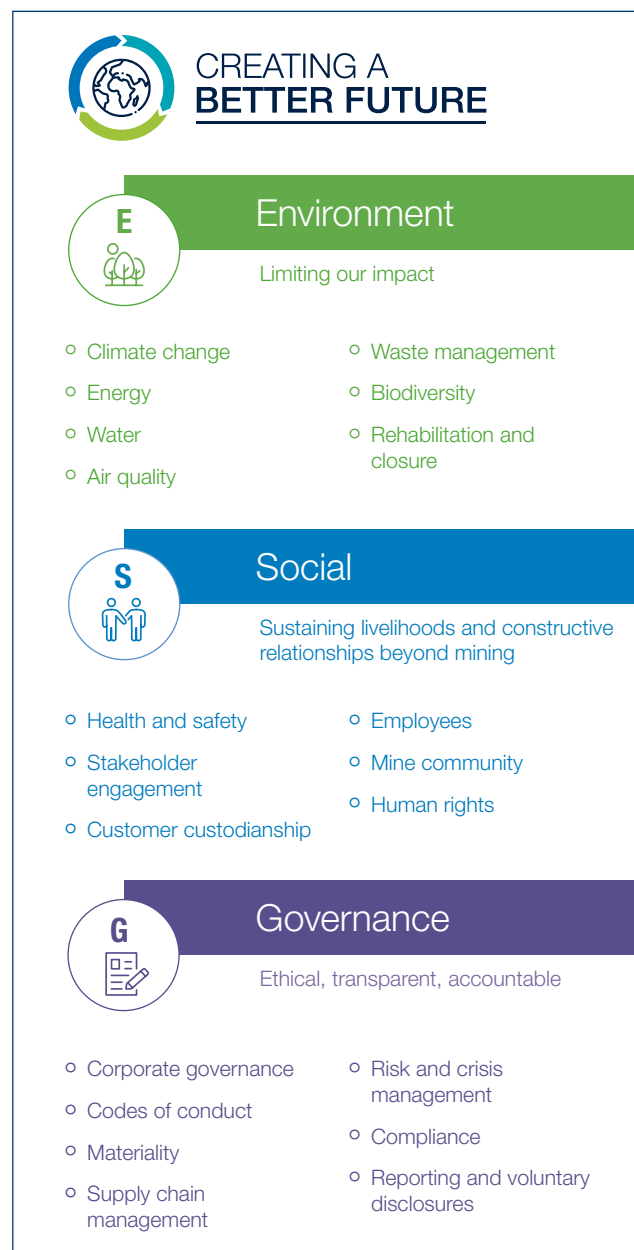 CREATING A
BETTER FUTURE
E
Environment
Limiting our impact
Climate change
Energy
Water
Air quality
Waste management
Biodiversity
Rehabilitation and
closure
S
Social
Sustaining livelihoods and constructive
relationships beyond mining
Health and safety
Stakeholder
engagement
Customer custodianship
Employees
Mine community
Human rights
G
Governance
Ethical, transparent, accountable
Corporate governance
Codes of conduct
Materiality
Supply chain
management
Risk and crisis
management
Compliance
Reporting and voluntary
disclosures